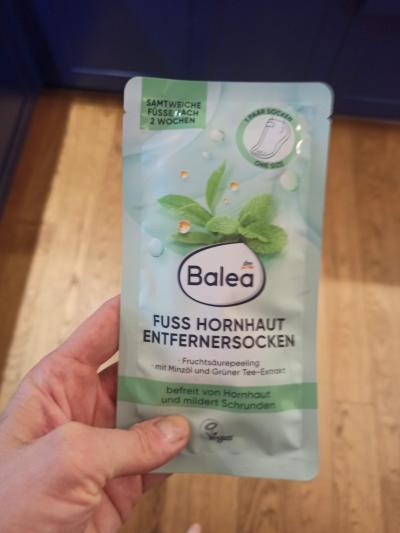 SAMTWEICHE
FÜSSE NACH
2 WOCHEN
1 PAAR SOCKEN
ONE SIZE
dm
Balea
FUSS HORNHAUT
ENTFERNERSOCKEN
· Fruchtsäurepeeling
· mit Minzöl und Grüner Tee-Extrakt
befreit von Hornhaut
und mildert Schrunden
Vegan